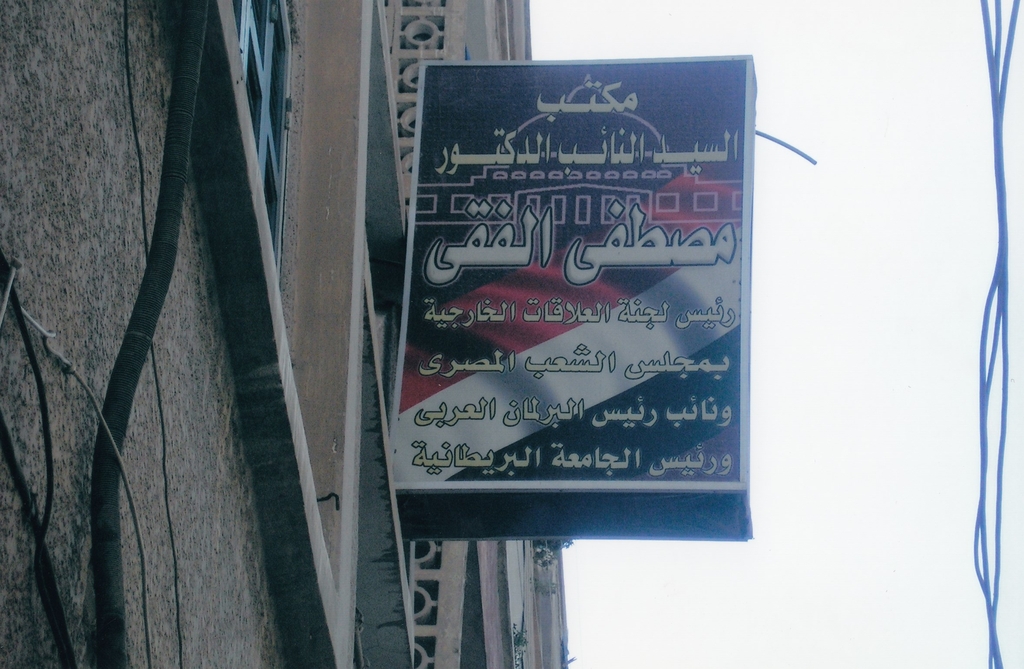 مكتب
السيد النائب الدكتور
مصطفى الفقى
رئيس لجنة العلاقات الخارجية
بمجلس الشعب المصرى
ونائب رئيس البرلمان العربى
ورئيس الجامعة البريطانية